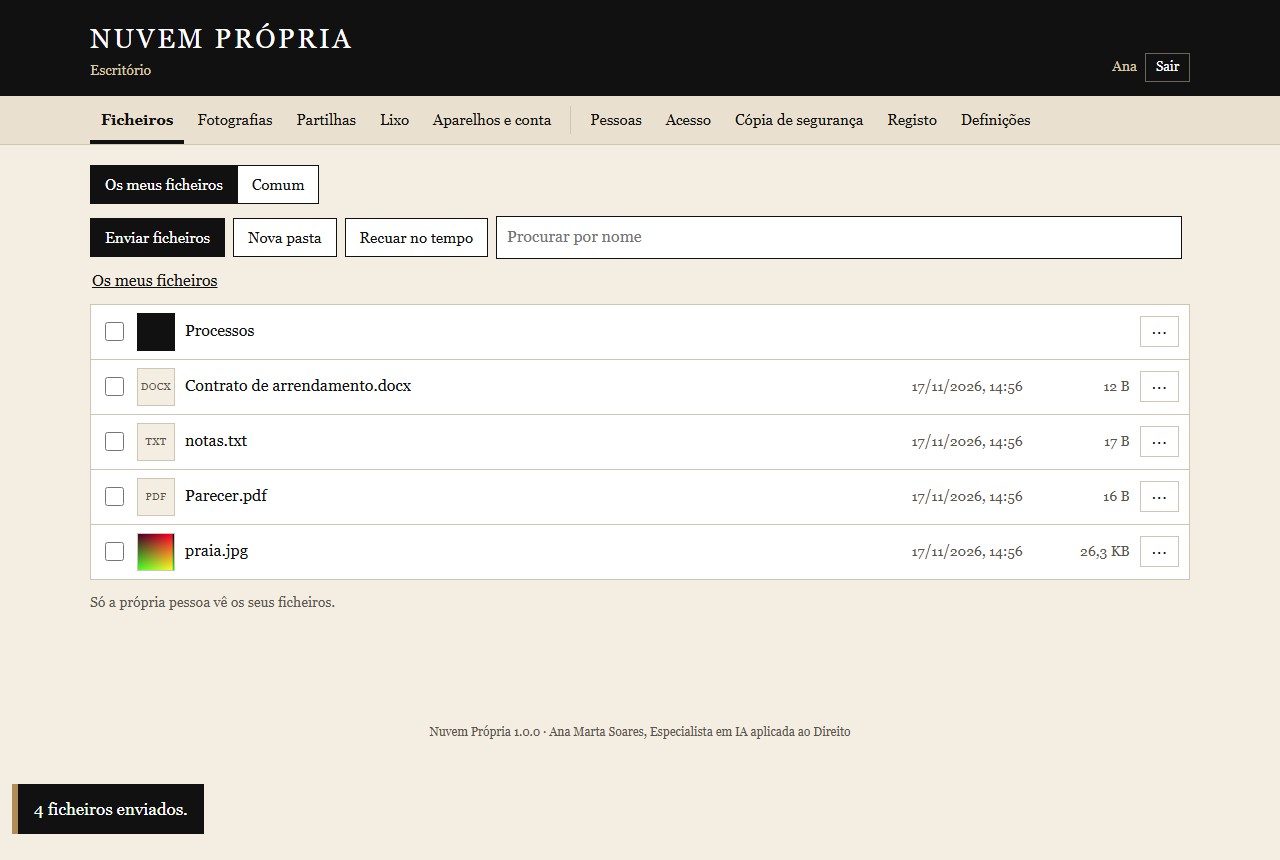 NUVEM PRÓPRIA
Escritório
Ana Sair
Ficheiros Fotografias Partilhas Lixo Aparelhos e conta Pessoas Acesso Cópia de segurança Registo Definições
Os meus ficheiros Comum
Enviar ficheiros Nova pasta Recuar no tempo Procurar por nome
Os meus ficheiros
Processos ...
DOCX Contrato de arrendamento.docx 17/11/2026, 14:56 12 B ...
TXT notas.txt 17/11/2026, 14:56 17 B ...
PDF Parecer.pdf 17/11/2026, 14:56 16 B ...
praia.jpg 17/11/2026, 14:56 26,3 KB ...
Só a própria pessoa vê os seus ficheiros.
Nuvem Própria 1.0.0 · Ana Marta Soares, Especialista em IA aplicada ao Direito
4 ficheiros enviados.